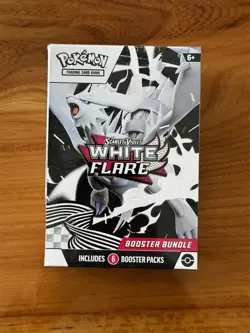 POKÉMON
TRADING CARD GAME
6+
SCARLET & VIOLET
WHITE
FLARE
BOOSTER BUNDLE
INCLUDES 6 BOOSTER PACKS